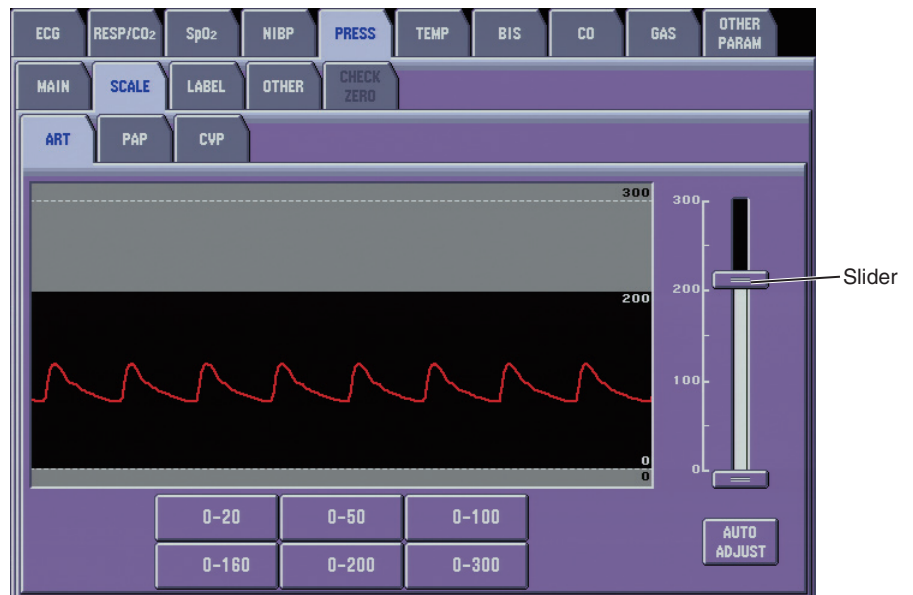 ECG RESP/CO2 SpO2 NIBP PRESS TEMP BIS CO GAS OTHER PARAM
MAIN SCALE LABEL OTHER CHECK ZERO
ART PAP CVP
300
200
0
0
300
200
100
0
Slider
0-20 0-50 0-100
0-160 0-200 0-300
AUTO ADJUST